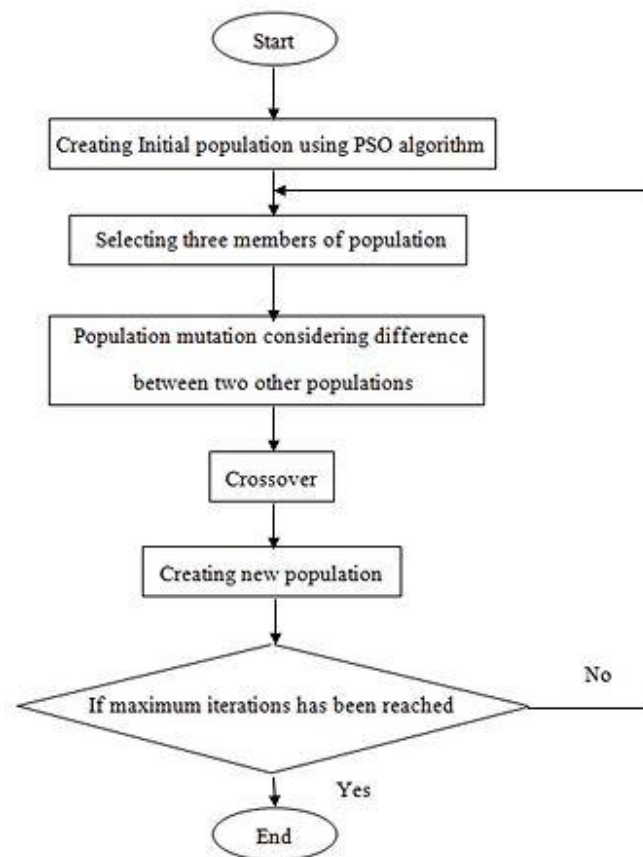 Start
Creating Initial population using PSO algorithm
Selecting three members of population
Population mutation considering difference
between two other populations
Crossover
Creating new population
If maximum iterations has been reached
No
Yes
End